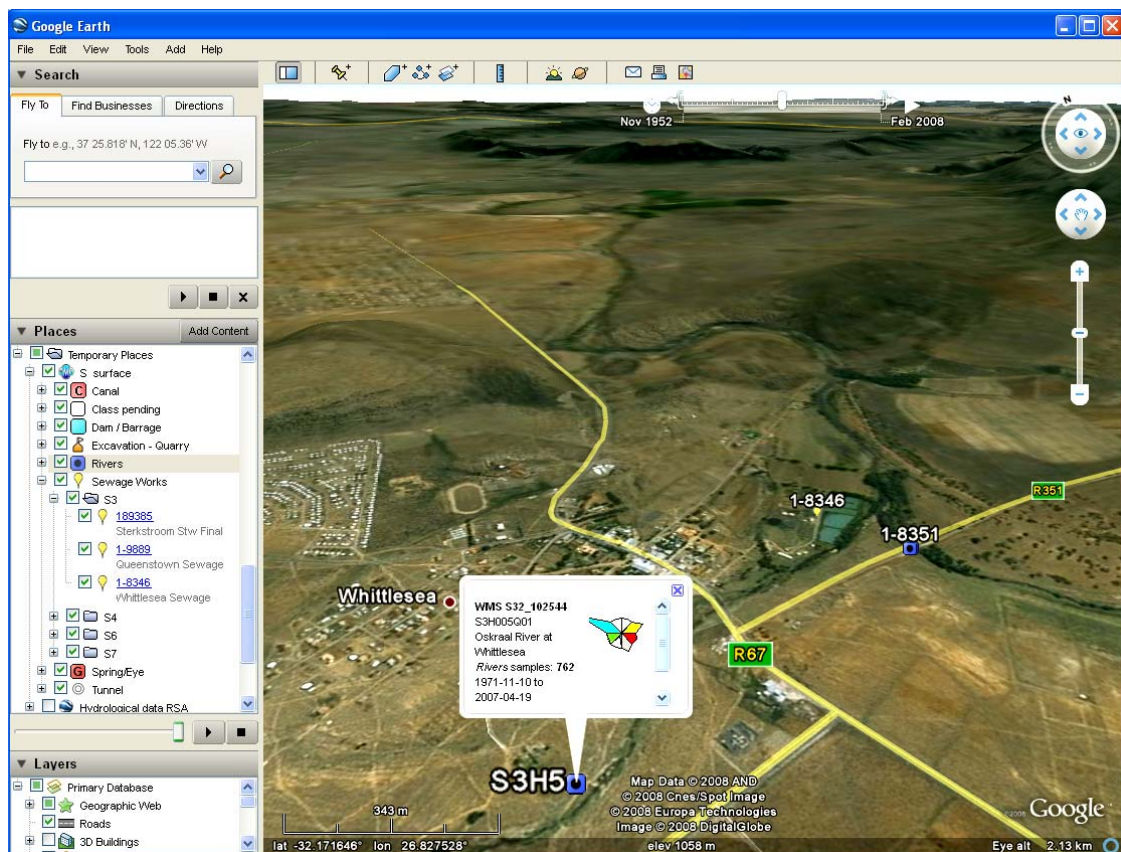 Google Earth
File Edit View Tools Add Help
Search
Fly To Find Businesses Directions
Fly to e.g., 37 25.818' N, 122 05.36' W
Places Add Content
Temporary Places
S surface
C Canal
Class pending
Dam / Barrage
Excavation - Quarry
Rivers
Sewage Works
S3
189385
Sterkstroom Stw Final
1-9889
Queenstown Sewage
1-8346
Whittlesea Sewage
S4
S6
S7
G Spring/Eye
Tunnel
Hydrological data RSA
Layers
Primary Database
Geographic Web
Roads
3D Buildings
Nov 1952 Feb 2008
N
1-8346
R351
1-8351
Whittlesea
WMS S32_102544
S3H005Q01
Oskraal River at
Whittlesea
Rivers samples: 762
1971-11-10 to
2007-04-19
R67
S3H5
343 m
Map Data © 2008 AND
© 2008 Cnes/Spot Image
© 2008 Europa Technologies
Image © 2008 DigitalGlobe
©2008 Google
lat -32.171646° lon 26.827528° elev 1058 m Eye alt 2.13 km